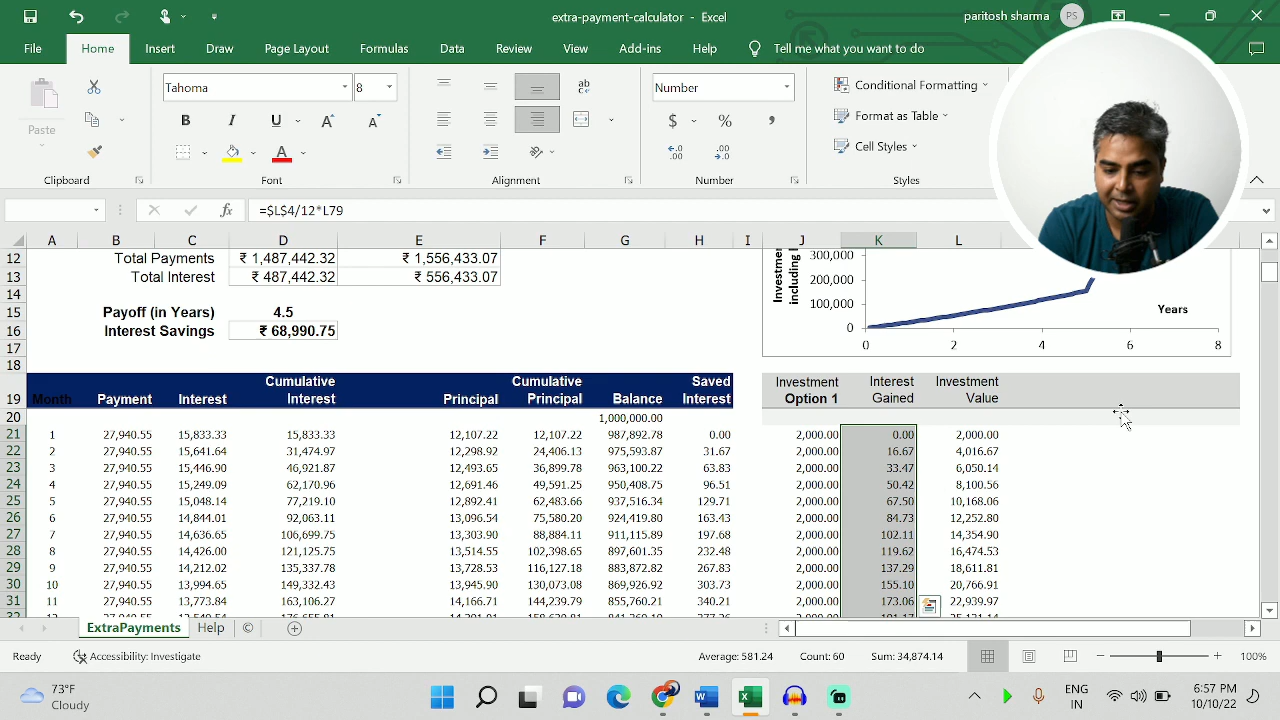 extra-payment-calculator - Excel
paritosh sharma PS
File Home Insert Draw Page Layout Formulas Data Review View Add-ins Help Tell me what you want to do
Tahoma 8 Number Conditional Formatting
Paste B I U A A A ab c $ % , Format as Table
Cell Styles
Clipboard Font Alignment Number Styles
fx =$L$4/12*L79
A B C D E F G H I J K L
12 Total Payments ₹ 1,487,442.32 ₹ 1,556,433.07 300,000
13 Total Interest ₹ 487,442.32 ₹ 556,433.07 200,000
14
15 Payoff (in Years) 4.5 100,000 Years
16 Interest Savings ₹ 68,990.75 0
17 0 2 4 6 8
18
Cumulative Cumulative Saved Investment Interest Investment
19 Month Payment Interest Interest Principal Principal Balance Interest Option 1 Gained Value
20 1,000,000.00
21 1 27,940.55 15,833.33 15,833.33 12,107.22 12,107.22 987,892.78 0.00 2,000.00 0.00 2,000.00
22 2 27,940.55 15,641.64 31,474.97 12,298.92 24,406.13 975,593.87 31.67 2,000.00 16.67 4,016.67
23 3 27,940.55 15,446.90 46,921.87 12,493.65 36,899.78 963,100.22 63.83 2,000.00 33.47 6,050.14
24 4 27,940.55 15,249.09 62,170.96 12,691.46 49,591.25 950,408.75 96.51 2,000.00 50.42 8,100.56
25 5 27,940.55 15,048.14 77,219.10 12,892.41 62,483.66 937,516.34 129.71 2,000.00 67.50 10,168.06
26 6 27,940.55 14,844.01 92,063.11 13,096.54 75,580.20 924,419.80 163.43 2,000.00 84.73 12,252.80
27 7 27,940.55 14,636.65 106,699.75 13,303.90 88,884.11 911,115.89 197.68 2,000.00 102.11 14,354.90
28 8 27,940.55 14,426.00 121,125.75 13,514.55 102,398.65 897,601.35 232.48 2,000.00 119.62 16,474.53
29 9 27,940.55 14,212.02 135,337.78 13,728.53 116,127.18 883,872.82 267.83 2,000.00 137.29 18,611.81
30 10 27,940.55 13,994.65 149,332.43 13,945.90 130,073.08 869,926.92 303.73 2,000.00 155.10 20,766.91
31 11 27,940.55 13,773.84 163,106.27 14,166.71 144,239.79 855,760.21 340.21 2,000.00 173.06 22,939.97
ExtraPayments Help ©
Ready Accessibility: Investigate Average: 581.24 Count: 60 Sum: 34,874.14 100%
73°F
Cloudy
ENG
IN
6:57 PM
10/10/22